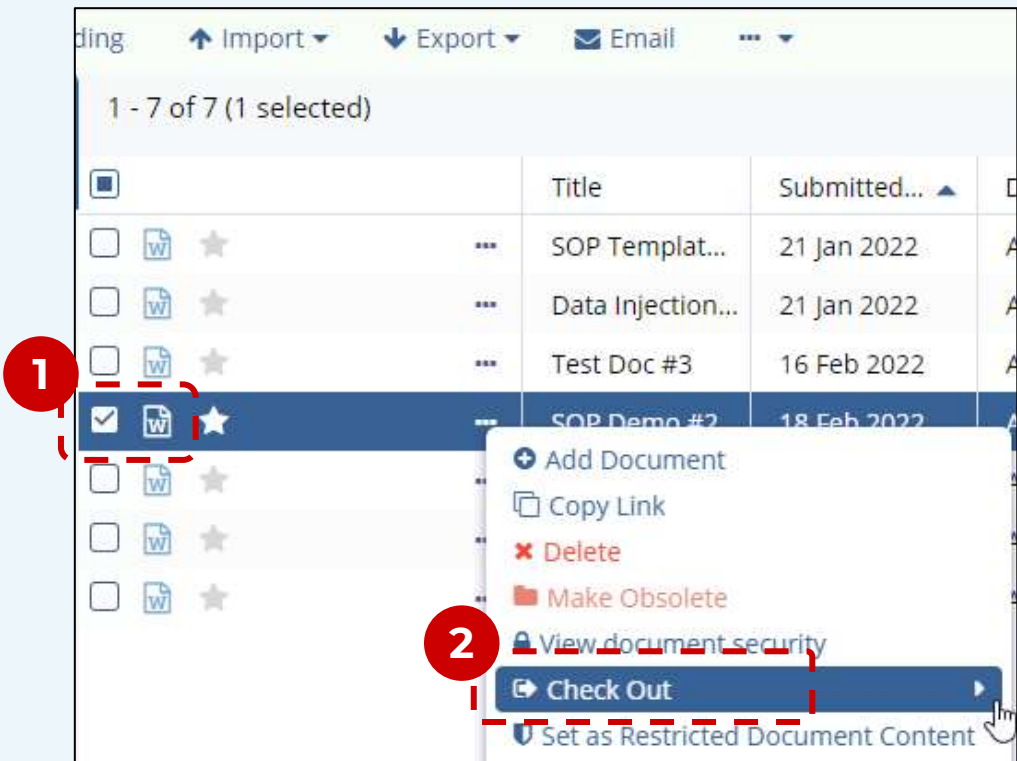 ding Import Export Email
1 - 7 of 7 (1 selected)
Title Submitted... D
SOP Templat... 21 Jan 2022 A
Data Injection... 21 Jan 2022 A
Test Doc #3 16 Feb 2022 A
1
SOP Demo #2 18 Feb 2022 A
Add Document
Copy Link
Delete
Make Obsolete
2
View document security
Check Out
Set as Restricted Document Content